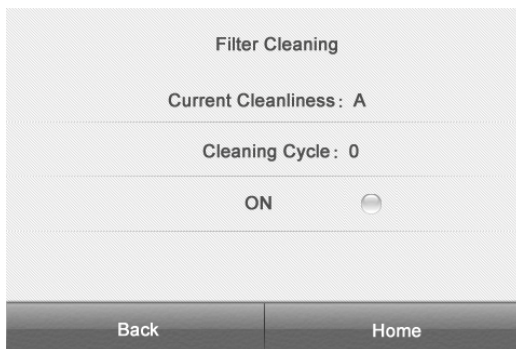 Filter Cleaning
Current Cleanliness: A
Cleaning Cycle: 0
ON
Back Home